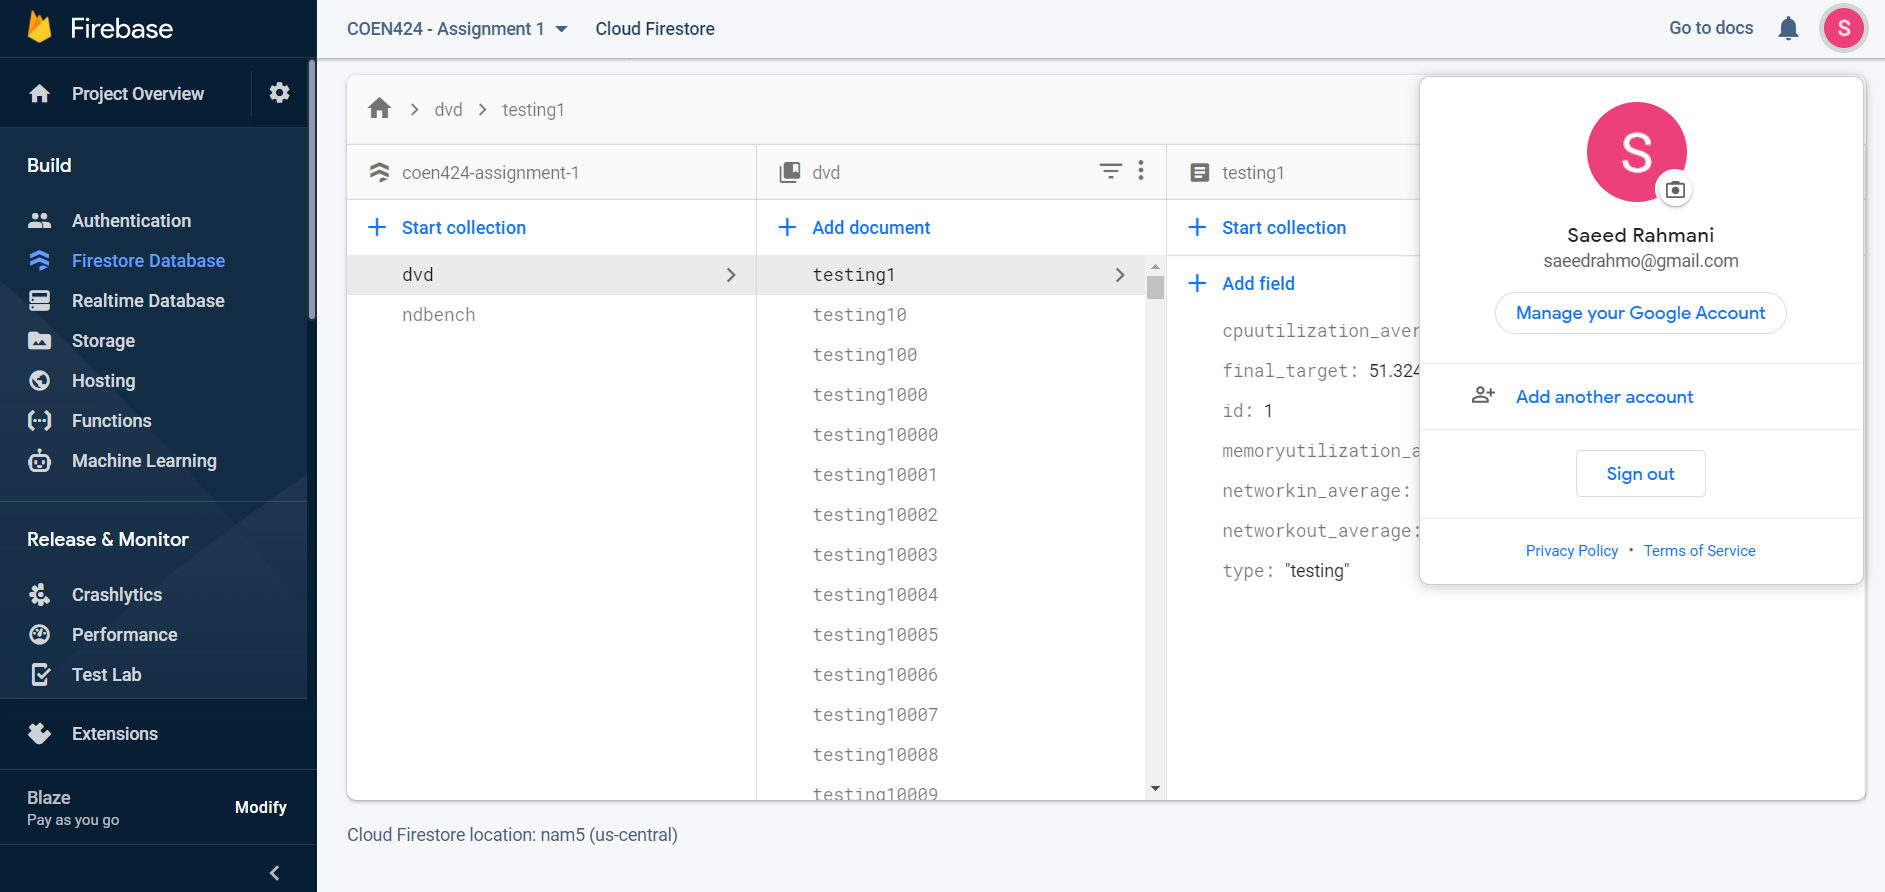 Firebase
Project Overview
Build
Authentication
Firestore Database
Realtime Database
Storage
Hosting
Functions
Machine Learning
Release & Monitor
Crashlytics
Performance
Test Lab
Extensions
Blaze
Pay as you go
Modify
COEN424 - Assignment 1
Cloud Firestore
Go to docs
S
dvd
testing1
coen424-assignment-1
Start collection
dvd
ndbench
dvd
Add document
testing1
testing10
testing100
testing1000
testing10000
testing10001
testing10002
testing10003
testing10004
testing10005
testing10006
testing10007
testing10008
testing10009
testing1
Start collection
Add field
cpuutilization_aver
final_target: 51.324
id: 1
memoryutilization_a
networkin_average:
networkout_average:
type: "testing"
S
Saeed Rahmani
saeedrahmo@gmail.com
Manage your Google Account
Add another account
Sign out
Privacy Policy • Terms of Service
Cloud Firestore location: nam5 (us-central)